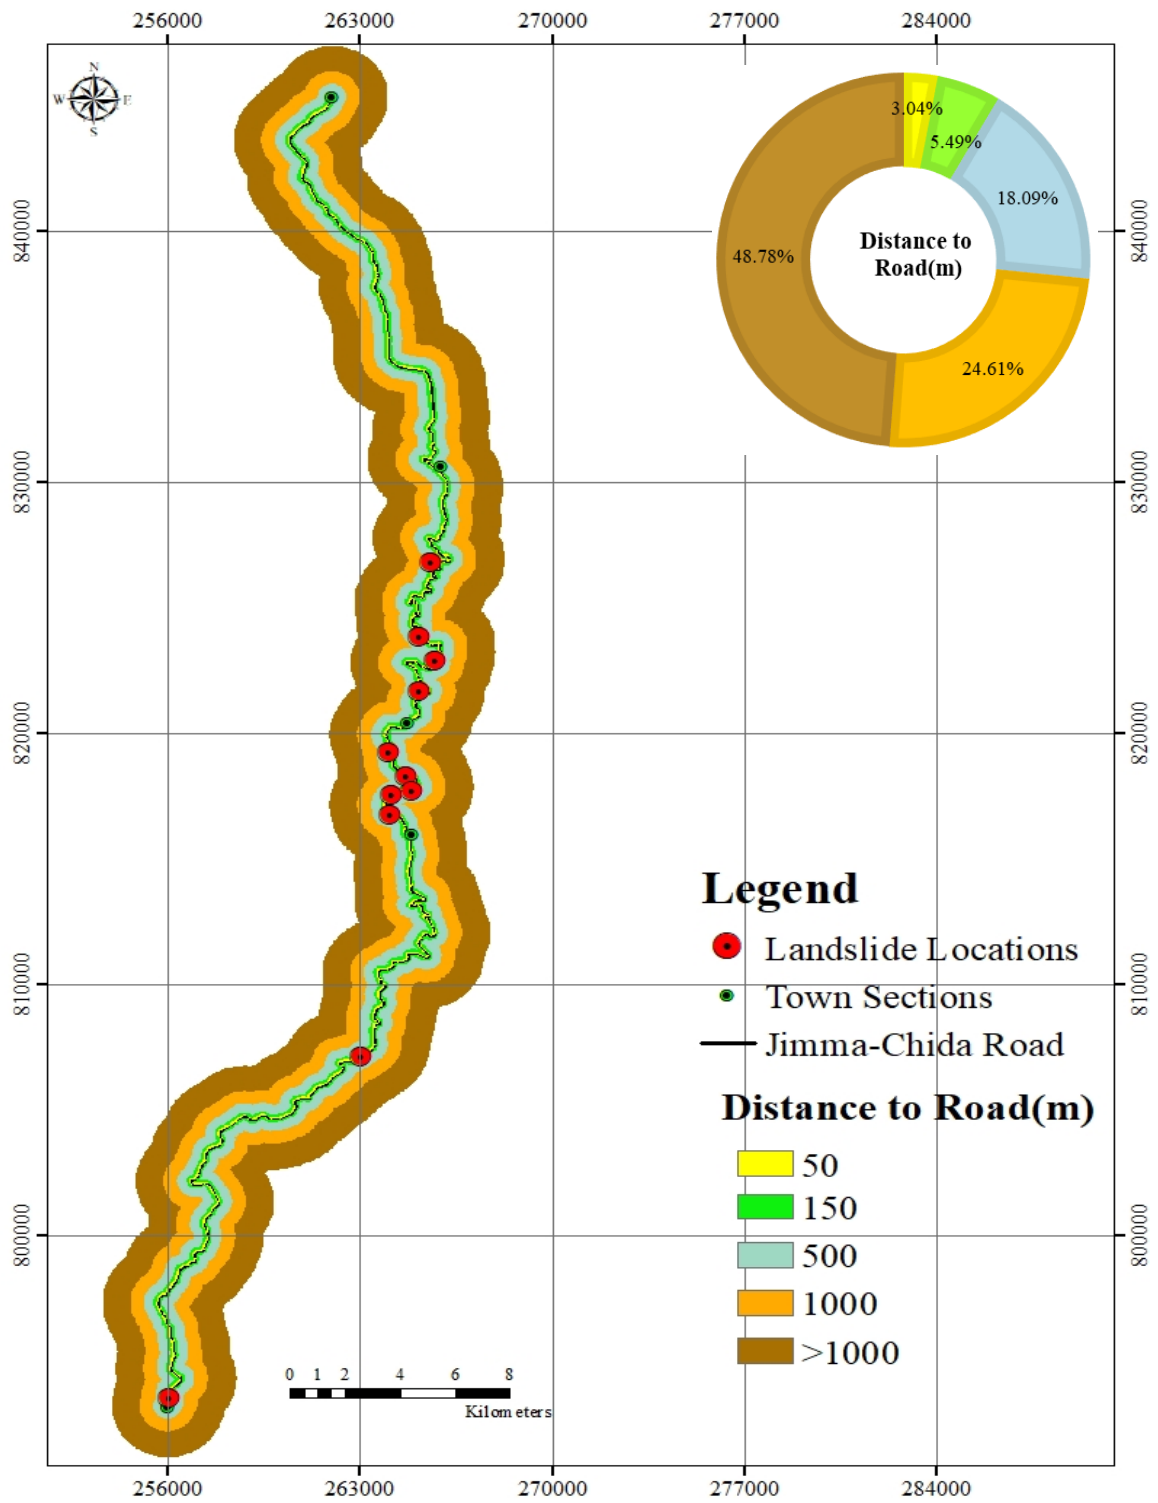 256000 263000 270000 277000 284000
N
W E
S
3.04%
5.49%
18.09%
Distance to
Road(m)
48.78%
24.61%
840000 840000
830000 830000
820000 820000
810000 810000
800000 800000
Legend
Landslide Locations
Town Sections
Jimma-Chida Road
Distance to Road(m)
50
150
500
1000
>1000
0 1 2 4 6 8
Kilometers
256000 263000 270000 277000 284000